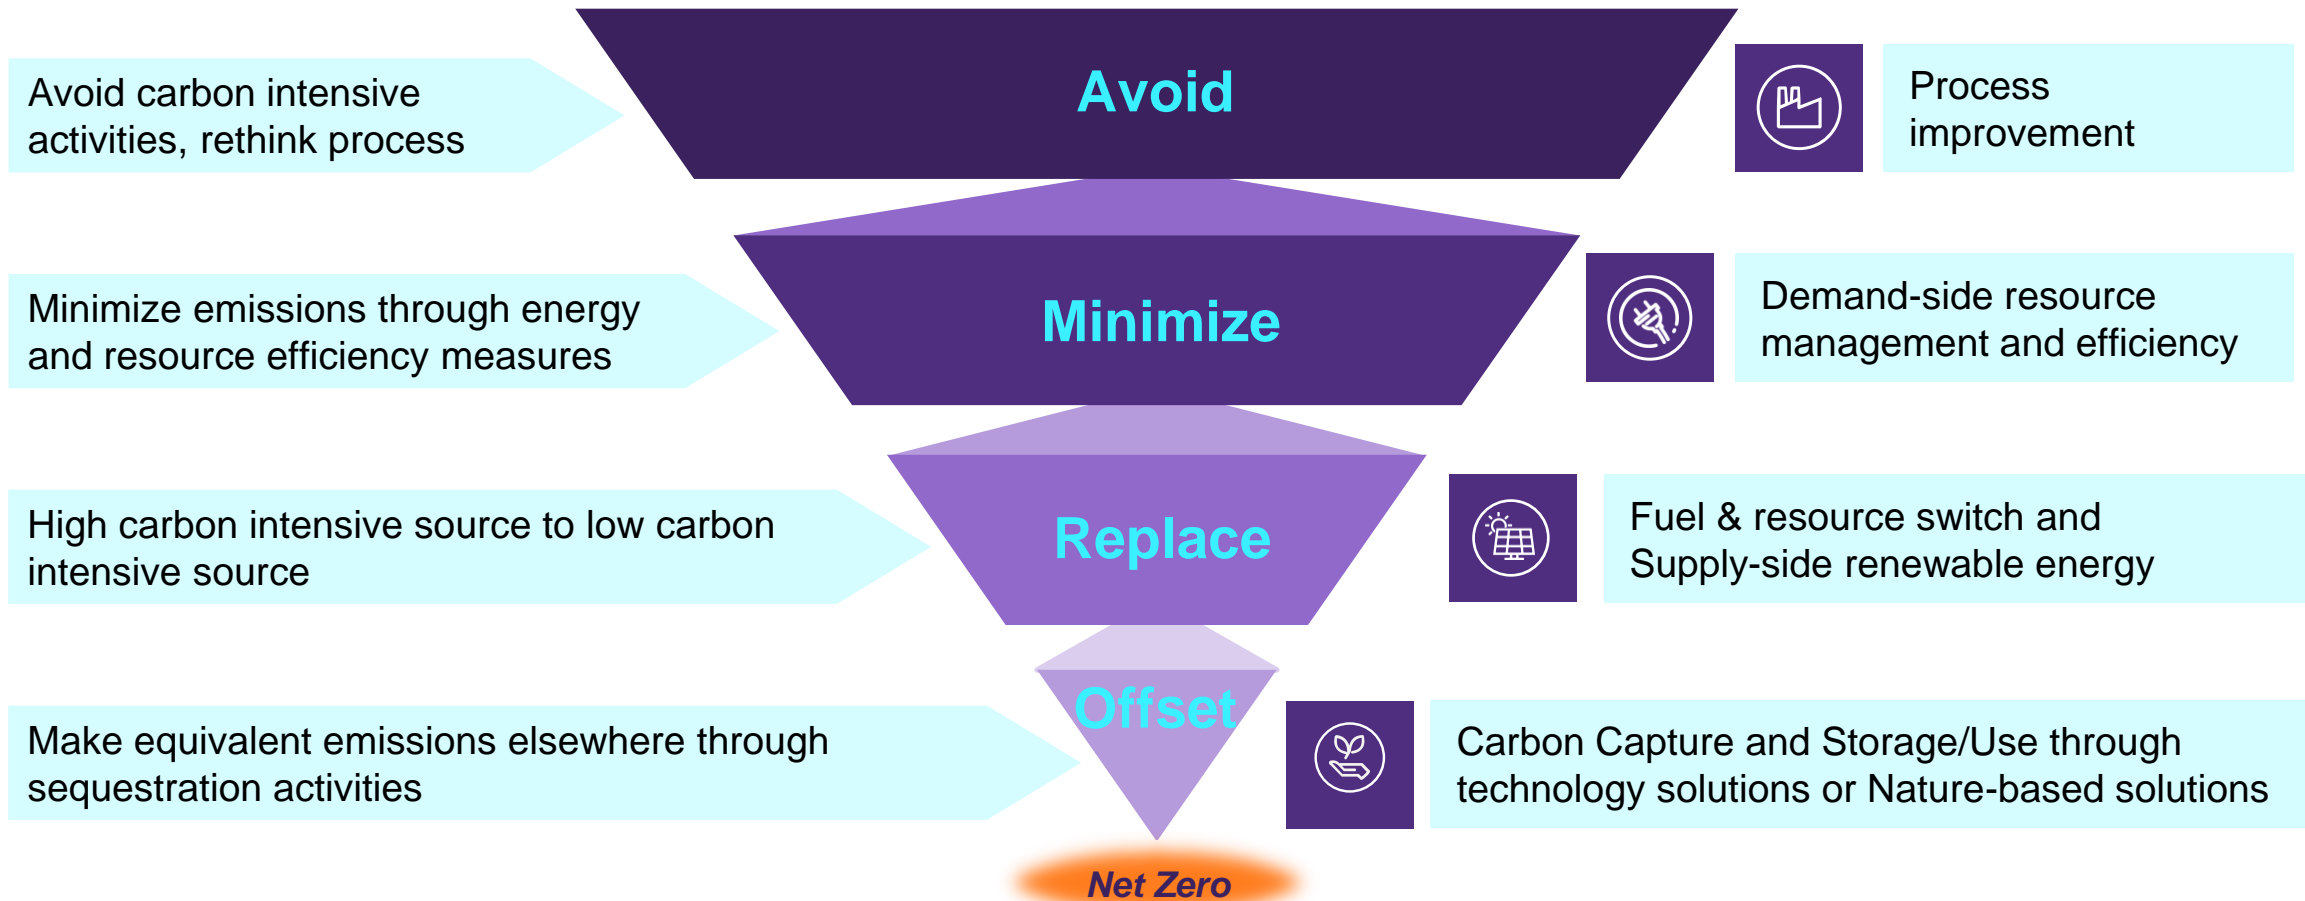 Avoid carbon intensive
activities, rethink process
Avoid
Process
improvement
Minimize emissions through energy
and resource efficiency measures
Minimize
Demand-side resource
management and efficiency
High carbon intensive source to low carbon
intensive source
Replace
Fuel & resource switch and
Supply-side renewable energy
Make equivalent emissions elsewhere through
sequestration activities
Offset
Carbon Capture and Storage/Use through
technology solutions or Nature-based solutions
Net Zero